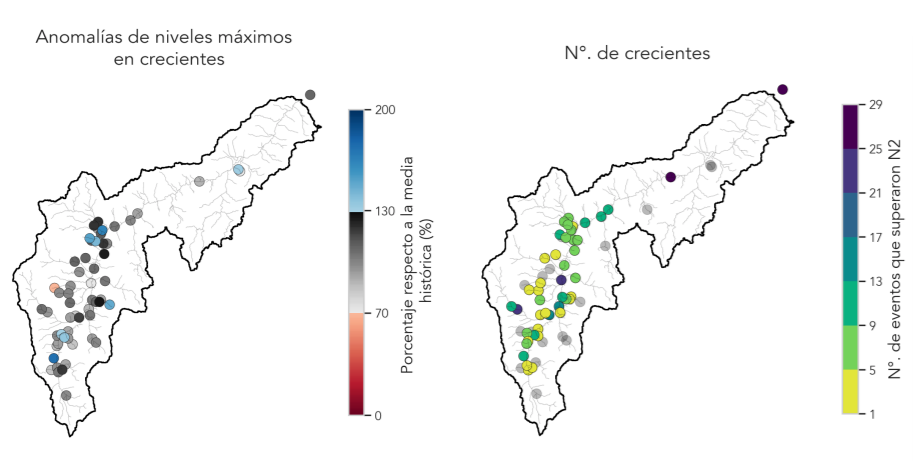 Anomalías de niveles máximos
en crecientes
200
130
70
0
Porcentaje respecto a la media
histórica (%)
N°. de crecientes
29
25
21
17
13
9
5
1
N°. de eventos que superaron N2